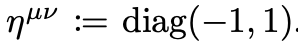 η^{μν} := diag(−1, 1).